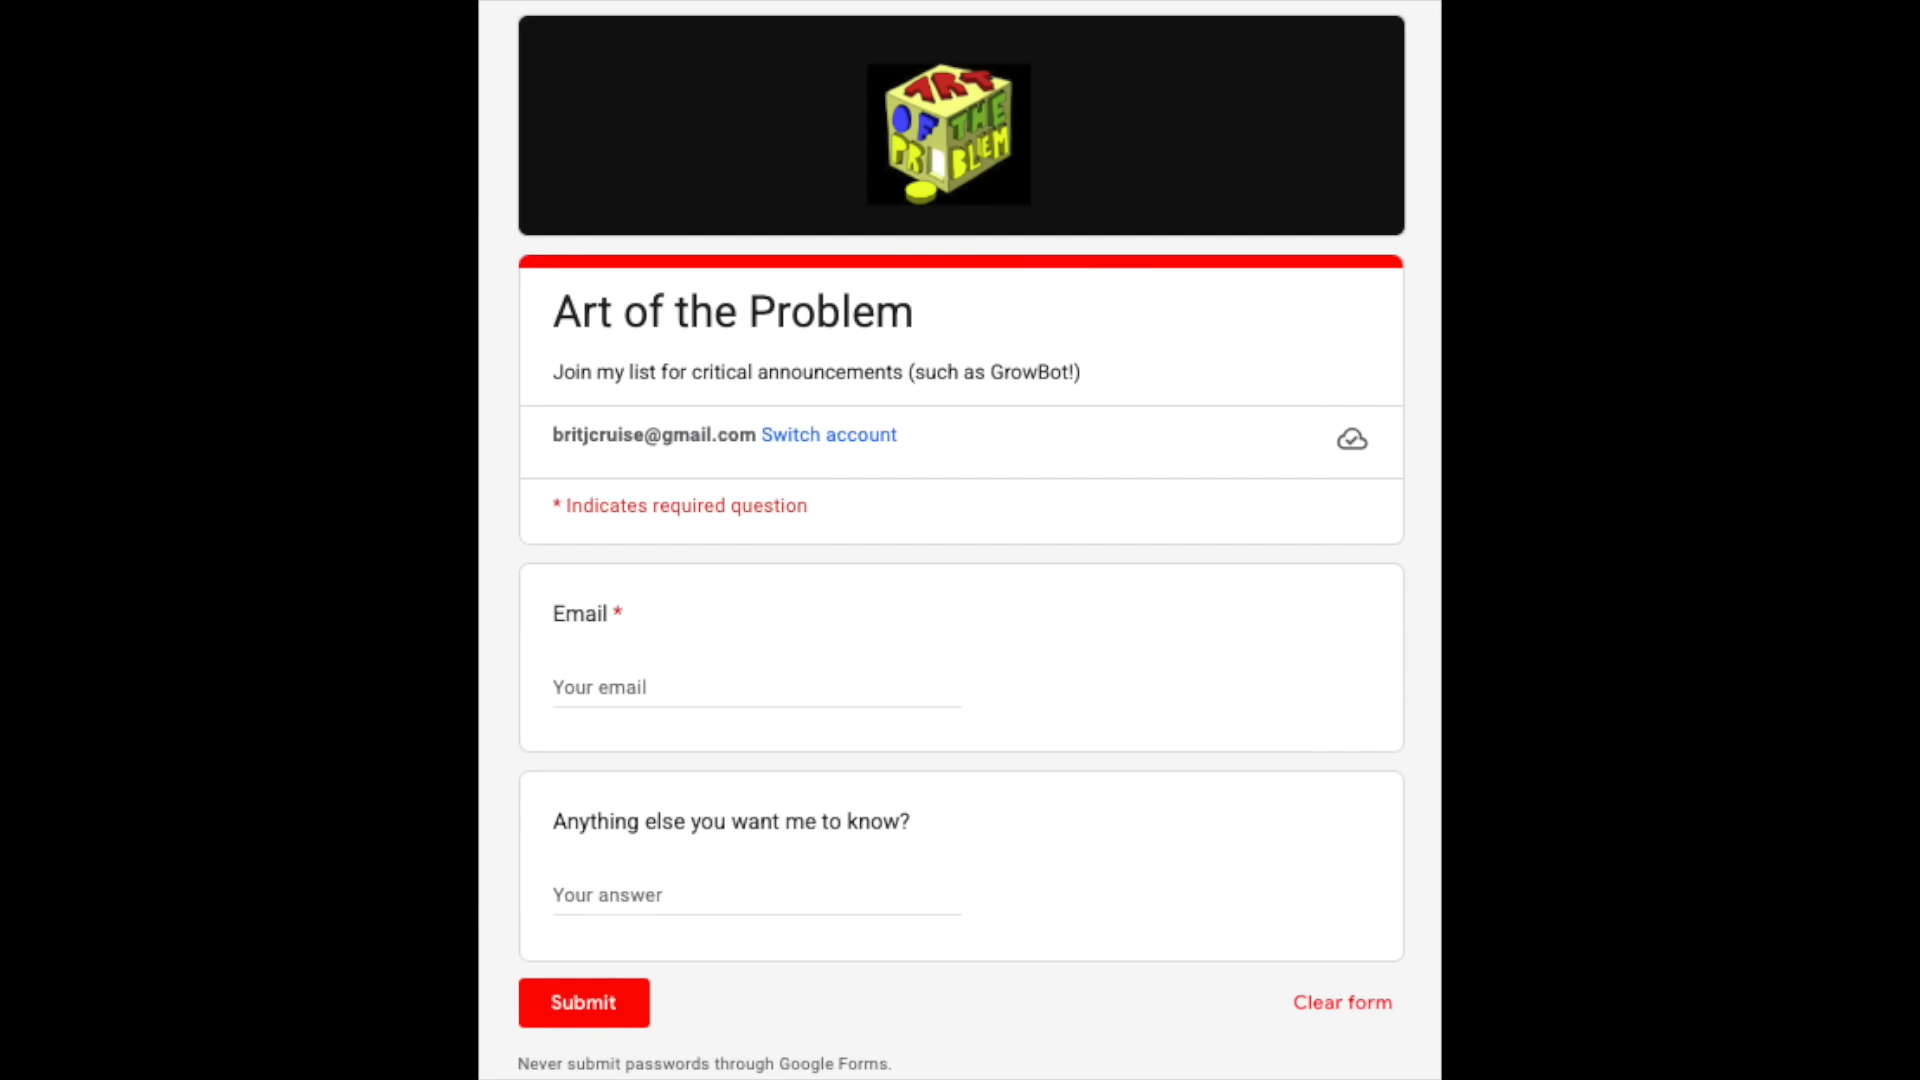 ART
OF THE
PROBLEM
Art of the Problem
Join my list for critical announcements (such as GrowBot!)
britjcruise@gmail.com Switch account
* Indicates required question
Email *
Your email
Anything else you want me to know?
Your answer
Submit
Clear form
Never submit passwords through Google Forms.